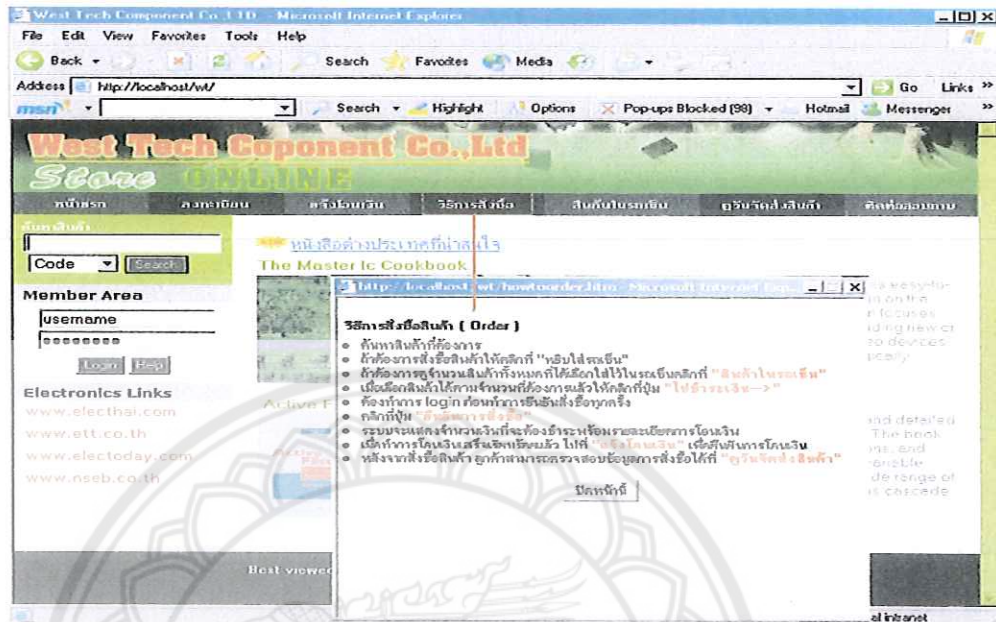 West Tech Component Co.,LTD. - Microsoft Internet Explorer
File Edit View Favorites Tools Help
Back Search Favorites Media
Address http://localhost/wt/ Go Links »
msn Search Highlight Options Pop-ups Blocked (98) Hotmail Messenger »
West Tech Coponent Co.,Ltd
Store ONLINE
หน้าแรก ลงทะเบียน แจ้งโอนเงิน วิธีการสั่งซื้อ สินค้าในรถเข็น ดูวันจัดส่งสินค้า ติดต่อสอบถาม
ค้นหาสินค้า
Code Search
หนังสือต่างประเทศที่น่าสนใจ
The Master Ic Cookbook
Member Area
username
Login Help
Electronics Links
www.electhai.com
www.ett.co.th
www.electoday.com
www.nseb.co.th
Active F
http://localhost/wt/howtoorder.htm - Microsoft Internet Exp...
วิธีการสั่งซื้อสินค้า ( Order )
ค้นหาสินค้าที่ต้องการ
ถ้าต้องการสั่งซื้อสินค้าให้คลิกที่ "หยิบใส่รถเข็น"
ถ้าต้องการดูจำนวนสินค้าทั้งหมดที่ได้เลือกใส่ไว้ในรถเข็นคลิกที่ "สินค้าในรถเข็น"
เมื่อเลือกสินค้าได้ตามจำนวนที่ต้องการแล้วให้คลิกที่ปุ่ม "ไปชำระเงิน-->"
ต้องทำการ login ก่อนทำการยืนยันสั่งซื้อทุกครั้ง
คลิกที่ปุ่ม "ยืนยันการสั่งซื้อ"
ระบบจะแสดงจำนวนเงินที่จะต้องชำระพร้อมรายละเอียดการโอนเงิน
เมื่อทำการโอนเงินเสร็จเรียบร้อยแล้ว ไปที่ "แจ้งโอนเงิน" เพื่อยืนยันการโอนเงิน
หลังจากสั่งซื้อสินค้า ลูกค้าสามารถตรวจสอบข้อมูลการสั่งซื้อได้ที่ "ดูวันจัดส่งสินค้า"
ปิดหน้านี้
and detailed
The book
and
de range of
cascade
Best viewed
al intranet